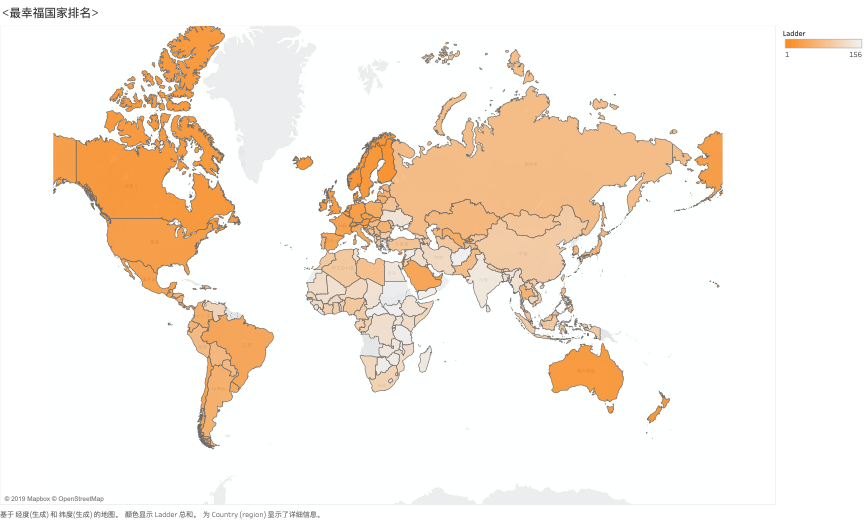 <最幸福国家排名>
Ladder
1 156
© 2019 Mapbox © OpenStreetMap
基于 经度(生成) 和 纬度(生成) 的地图。 颜色显示 Ladder 总和。 为 Country (region) 显示了详细信息。